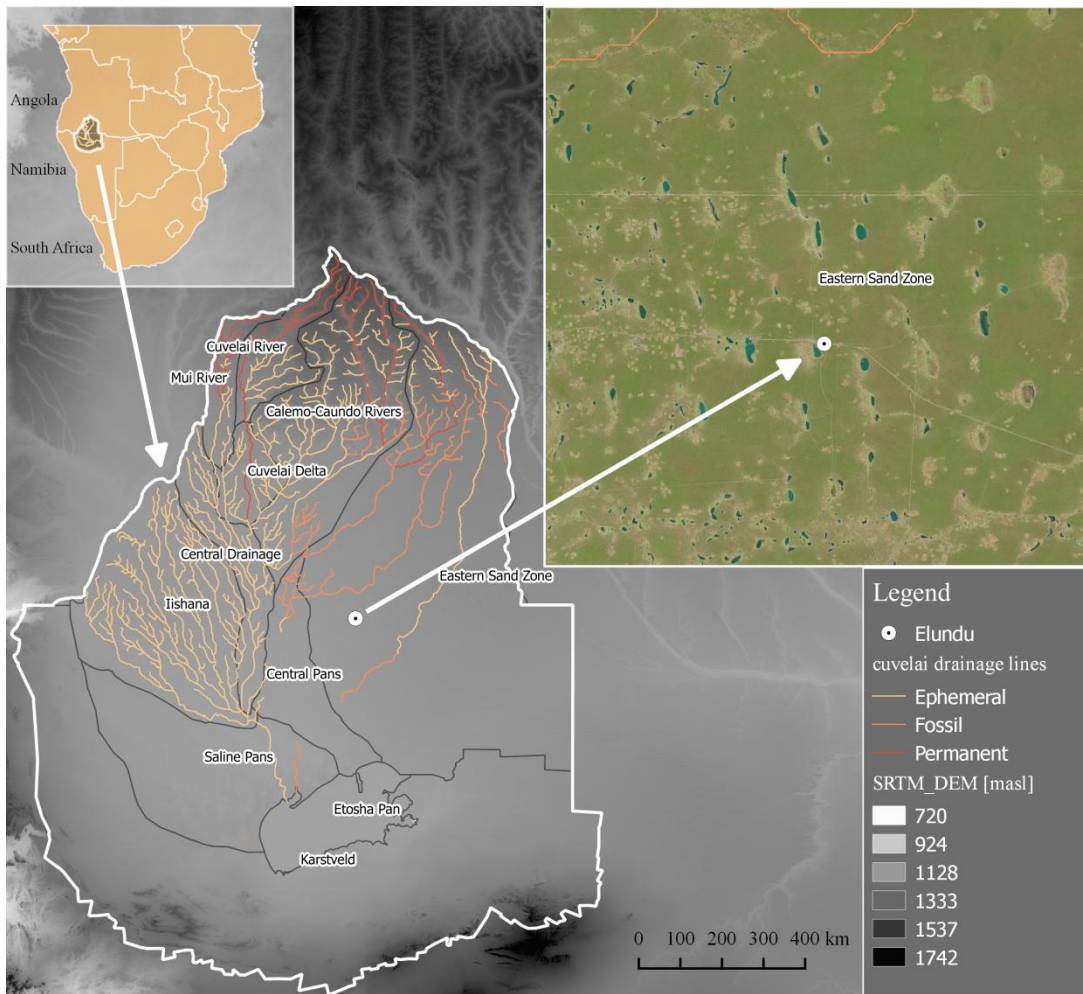 Angola
Namibia
South Africa
Cuvelai River
Mui River
Calemo-Caundo Rivers
Cuvelai Delta
Central Drainage
Iishana
Eastern Sand Zone
Central Pans
Saline Pans
Etosha Pan
Karstveld
Eastern Sand Zone
0 100 200 300 400 km
Legend
Elundu
cuvelai drainage lines
Ephemeral
Fossil
Permanent
SRTM_DEM [masl]
720
924
1128
1333
1537
1742